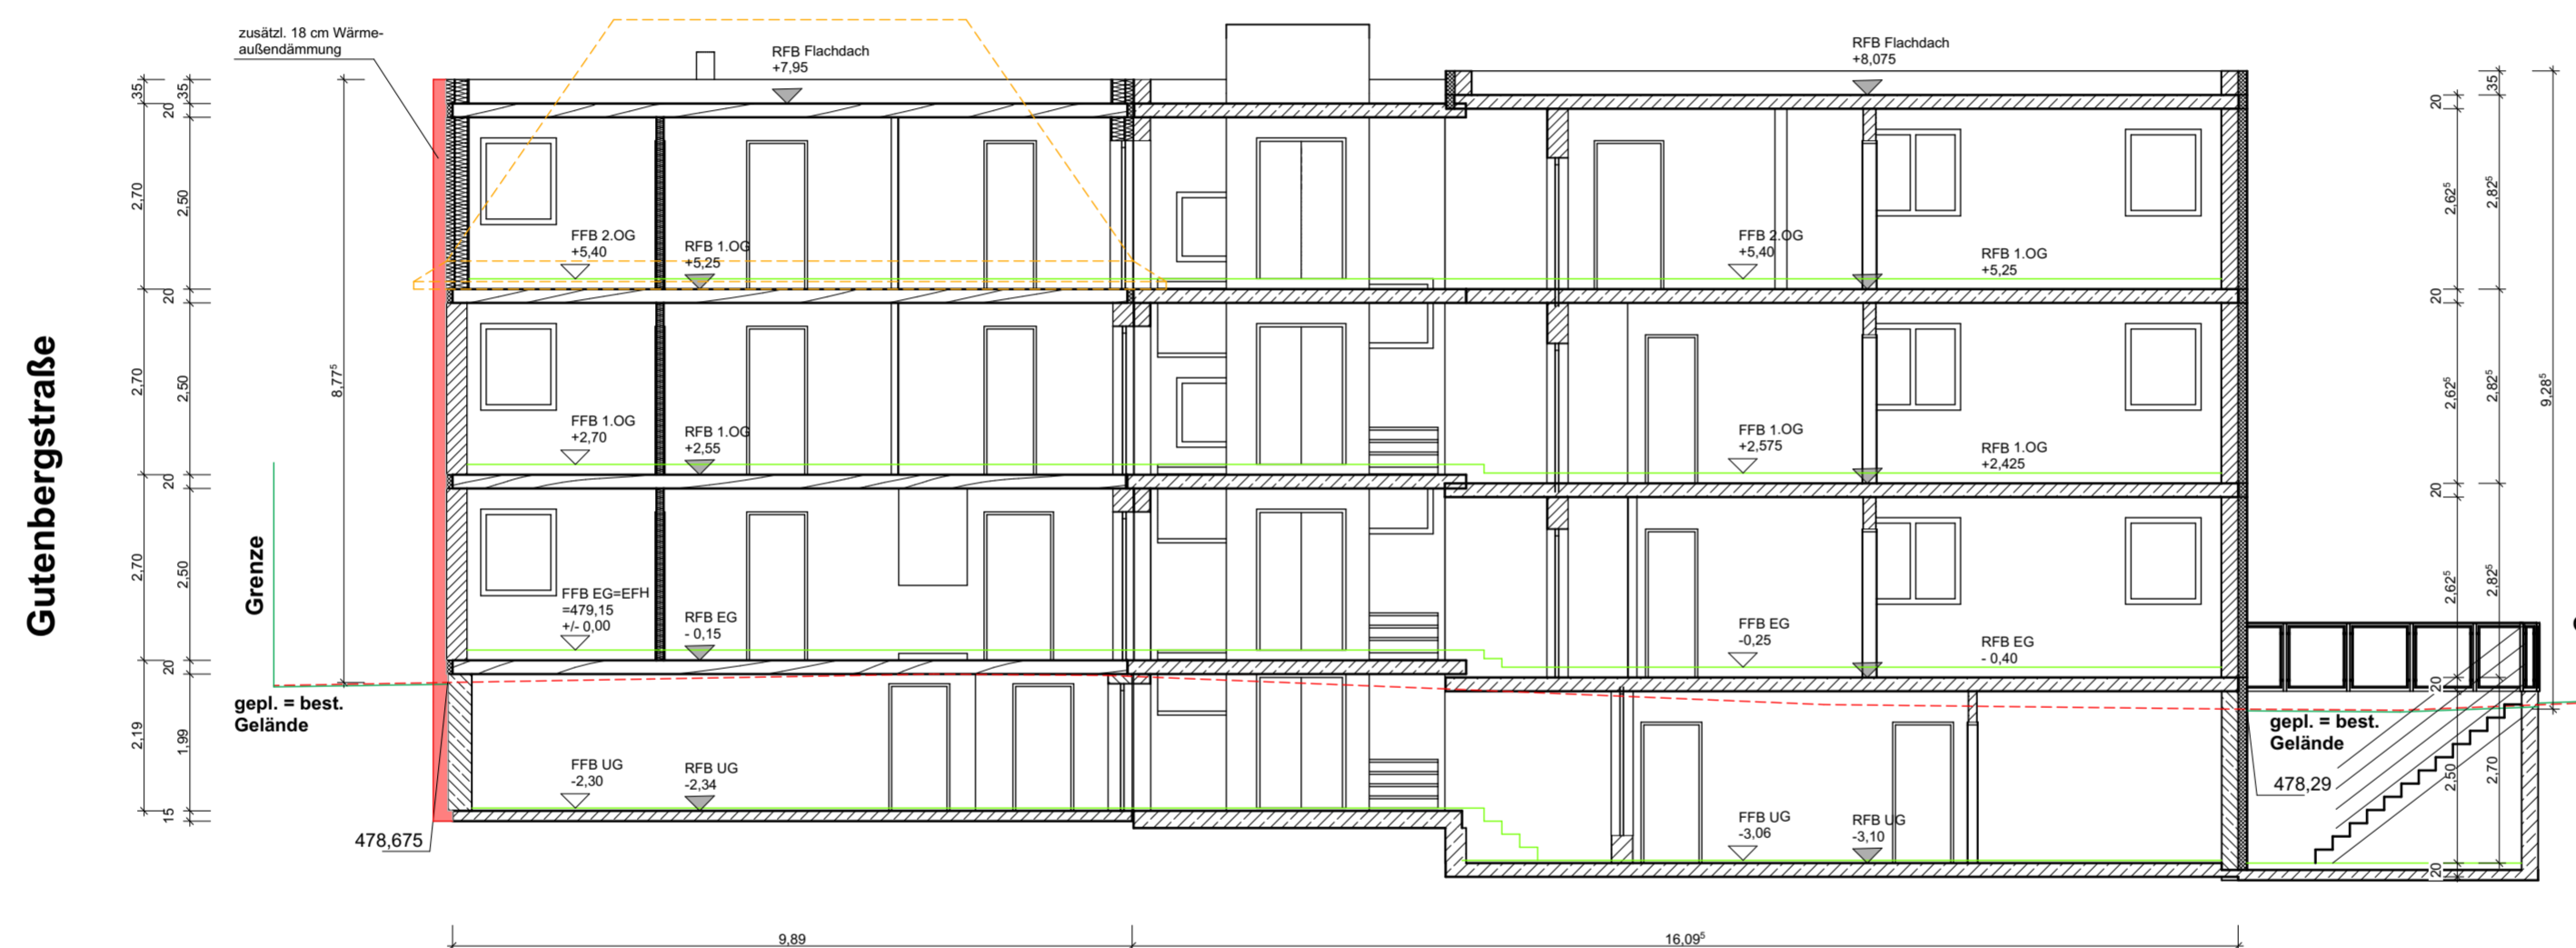 zusätzl. 18 cm Wärme-
außendämmung
RFB Flachdach
+7,95
RFB Flachdach
+8,075
35
35
20
2,70
2,50
20
2,70
2,50
20
2,70
2,50
20
2,19
1,99
15
8,77⁵
Gutenbergstraße
Grenze
gepl. = best.
Gelände
478,675
FFB 2.OG
+5,40
RFB 1.OG
+5,25
FFB 2.OG
+5,40
RFB 1.OG
+5,25
FFB 1.OG
+2,70
RFB 1.OG
+2,55
FFB 1.OG
+2,575
RFB 1.OG
+2,425
FFB EG=EFH
=479,15
+/- 0,00
RFB EG
- 0,15
FFB EG
-0,25
RFB EG
- 0,40
FFB UG
-2,30
RFB UG
-2,34
FFB UG
-3,06
RFB UG
-3,10
gepl. = best.
Gelände
478,29
35
20
2,62⁵
2,82⁵
20
2,62⁵
2,82⁵
20
2,62⁵
2,82⁵
20
2,50
2,70
20
9,28⁵
9,89
16,09⁵